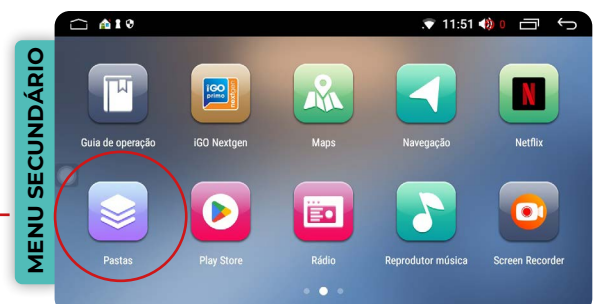 MENU SECUNDÁRIO
11:51 0
Guia de operação
iGO primo nextgen
iGO Nextgen
Maps
Navegação
N
Netflix
Pastas
Play Store
Rádio
Reprodutor música
Screen Recorder